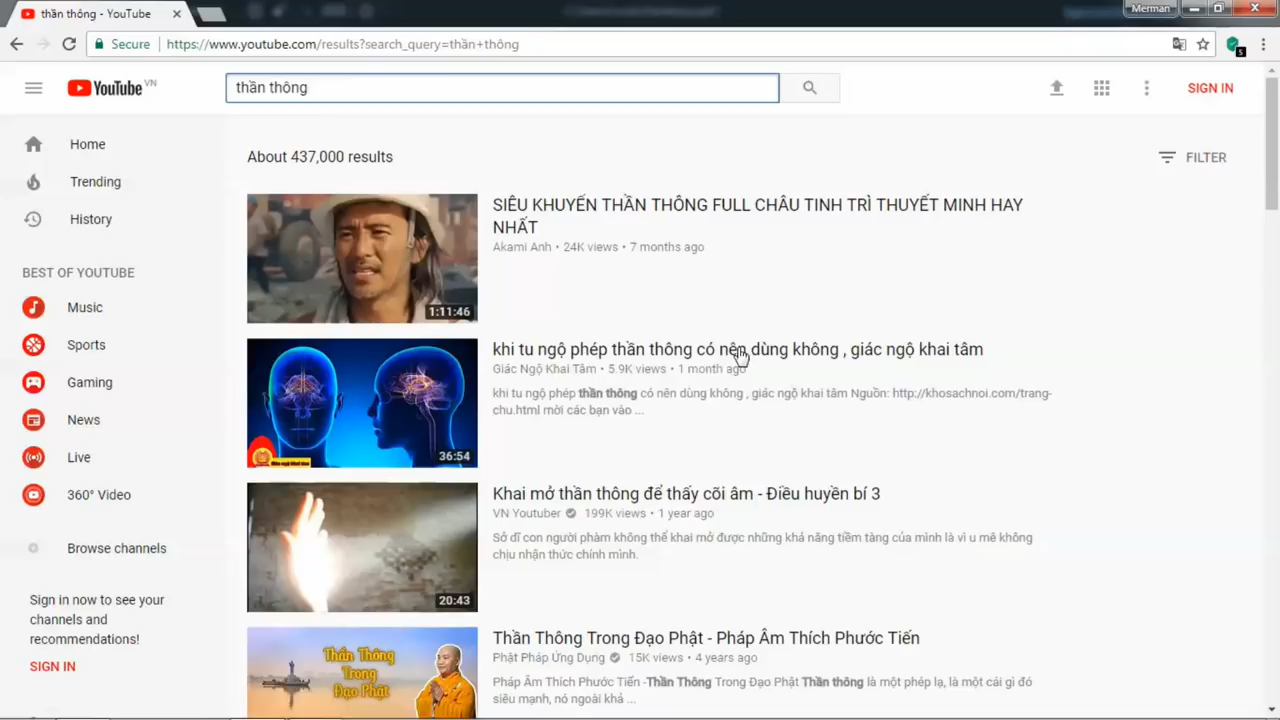 thần thông - YouTube
Merman
Secure
https://www.youtube.com/results?search_query=thần+thông
5
YouTube VN
thần thông
SIGN IN
Home
About 437,000 results
FILTER
Trending
History
BEST OF YOUTUBE
Music
Sports
Gaming
News
Live
360° Video
Browse channels
Sign in now to see your
channels and
recommendations!
SIGN IN
SIÊU KHUYỂN THẦN THÔNG FULL CHÂU TINH TRÌ THUYẾT MINH HAY
NHẤT
Akami Anh • 24K views • 7 months ago
1:11:46
khi tu ngộ phép thần thông có nên dùng không , giác ngộ khai tâm
Giác Ngộ Khai Tâm • 5.9K views • 1 month ago
khi tu ngộ phép thần thông có nên dùng không , giác ngộ khai tâm Nguồn: http://khosachnoi.com/trang-
chu.html mời các bạn vào ...
36:54
Khai mở thần thông để thấy cõi âm - Điều huyền bí 3
VN Youtuber 199K views • 1 year ago
Sở dĩ con người phàm không thể khai mở được những khả năng tiềm tàng của mình là vì u mê không
chịu nhận thức chính mình.
20:43
Thần Thông Trong Đạo Phật - Pháp Âm Thích Phước Tiến
Phật Pháp Ứng Dụng 15K views • 4 years ago
Pháp Âm Thích Phước Tiến -Thần Thông Trong Đạo Phật Thần thông là một phép lạ, là một cái gì đó
siêu mạnh, nó ngoài khả ...
Thần Thông
Trong
Đạo Phật